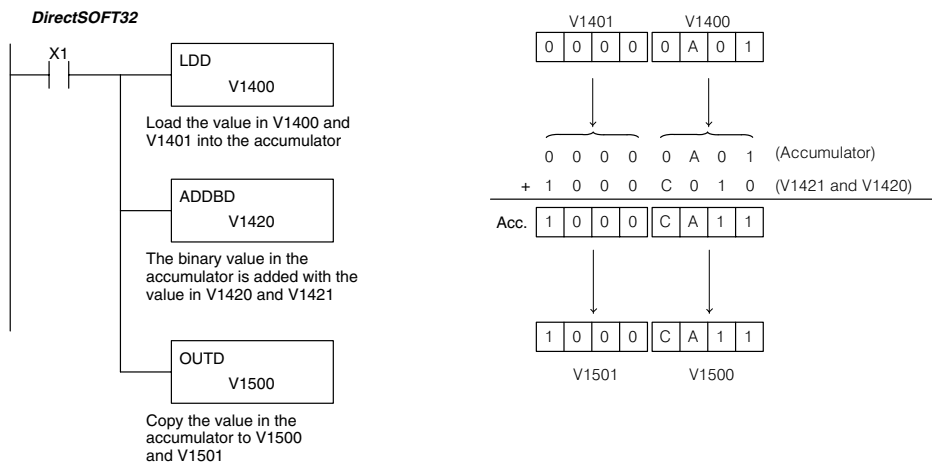 DirectSOFT32
X1
LDD
V1400
Load the value in V1400 and
V1401 into the accumulator
ADDBD
V1420
The binary value in the
accumulator is added with the
value in V1420 and V1421
OUTD
V1500
Copy the value in the
accumulator to V1500
and V1501
V1401 V1400
0 0 0 0 0 A 0 1
0 0 0 0 0 A 0 1 (Accumulator)
+ 1 0 0 0 C 0 1 0 (V1421 and V1420)
Acc. 1 0 0 0 C A 1 1
1 0 0 0 C A 1 1
V1501 V1500